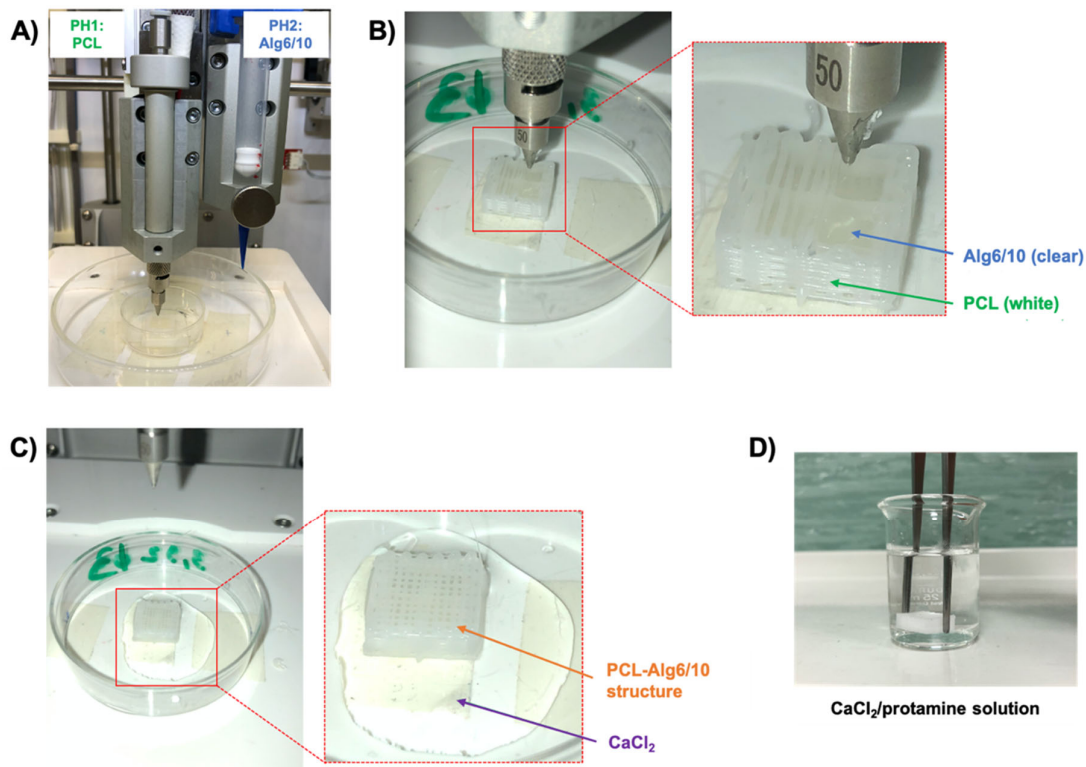 A)
PH1:
PCL
PH2:
Alg6/10
B)
50
50
Alg6/10 (clear)
PCL (white)
C)
PCL-Alg6/10
structure
CaCl₂
D)
CaCl₂/protamine solution